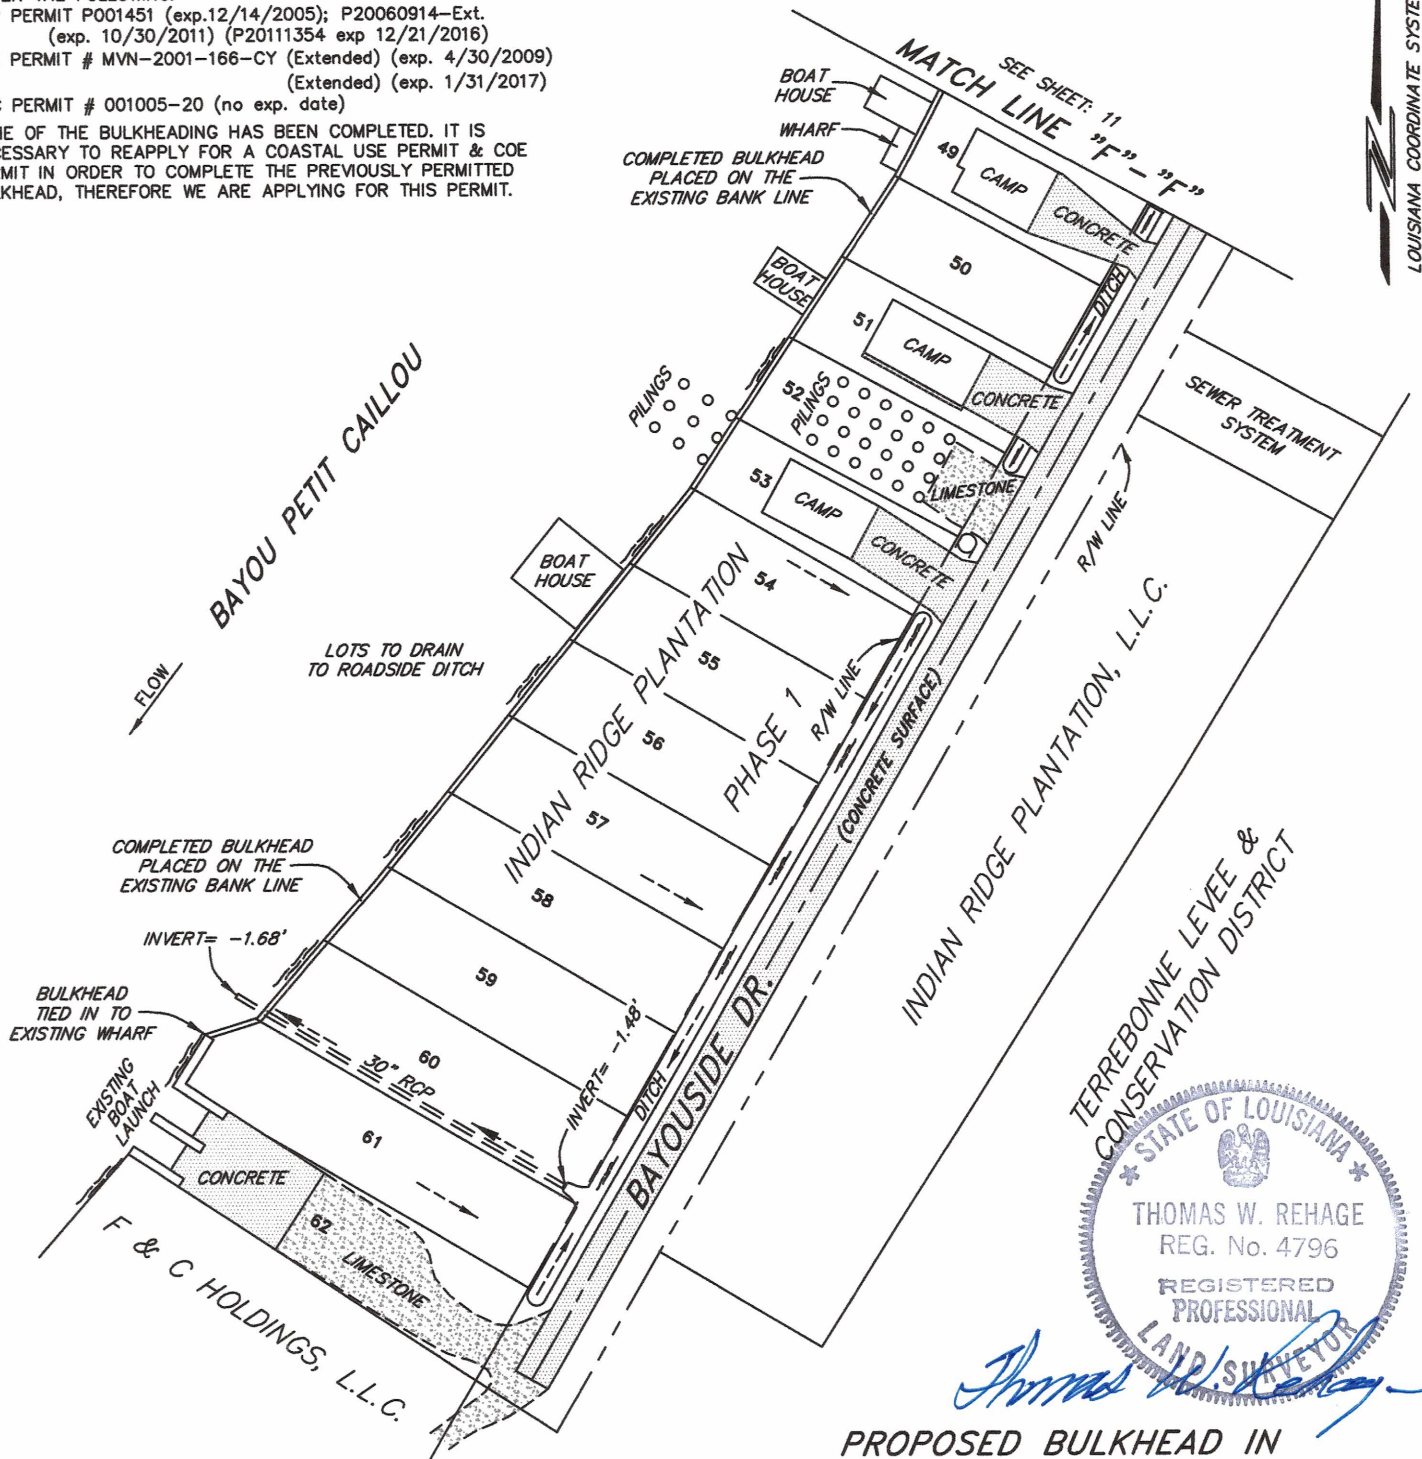 PERMIT P001451 (exp.12/14/2005); P20060914-Ext.
(exp. 10/30/2011) (P20111354 exp 12/21/2016)
PERMIT # MVN-2001-166-CY (Extended) (exp. 4/30/2009)
(Extended) (exp. 1/31/2017)
PERMIT # 001005-20 (no exp. date)
OF THE BULKHEADING HAS BEEN COMPLETED. IT IS
TO REAPPLY FOR A COASTAL USE PERMIT & COE
IN ORDER TO COMPLETE THE PREVIOUSLY PERMITTED
THEREFORE WE ARE APPLYING FOR THIS PERMIT.
LOUISIANA COORDINATE
SEE SHEET: 11
MATCH LINE "F"-"F"
BOAT
HOUSE
WHARF
COMPLETED BULKHEAD
PLACED ON THE
EXISTING BANK LINE
49
CAMP
CONCRETE
50
DITCH
BOAT
HOUSE
51
CAMP
CONCRETE
SEWER TREATMENT
SYSTEM
PILINGS
52
PILINGS
LIMESTONE
53
CAMP
CONCRETE
R/W LINE
BAYOU PETIT CAILLOU
FLOW
BOAT
HOUSE
LOTS TO DRAIN
TO ROADSIDE DITCH
54
55
56
57
58
59
60
61
62
INDIAN RIDGE PLANTATION
PHASE 1
R/W LINE
(CONCRETE SURFACE)
INDIAN RIDGE PLANTATION, L.L.C.
COMPLETED BULKHEAD
PLACED ON THE
EXISTING BANK LINE
INVERT= -1.68'
BULKHEAD
TIED IN TO
EXISTING WHARF
EXISTING
BOAT
LAUNCH
30" RCP
INVERT= -1.48'
DITCH
BAYOUSIDE DR.
CONCRETE
LIMESTONE
F & C HOLDINGS, L.L.C.
TERREBONNE LEVEE &
CONSERVATION DISTRICT
STATE OF LOUISIANA
THOMAS W. REHAGE
REG. No. 4796
REGISTERED
PROFESSIONAL
LAND SURVEYOR
Thomas W. Rehage
PROPOSED BULKHEAD IN